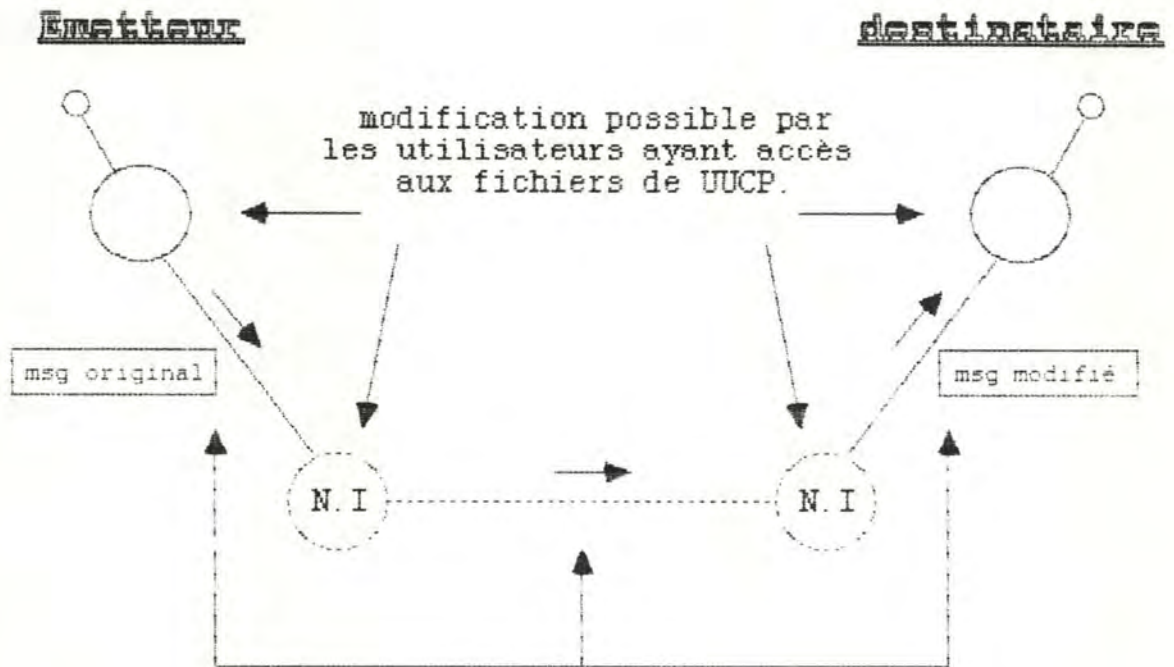 Emetteur
destinataire
modification possible par
les utilisateurs ayant accès
aux fichiers de UUCP.
msg original
msg modifié
N.I
N.I